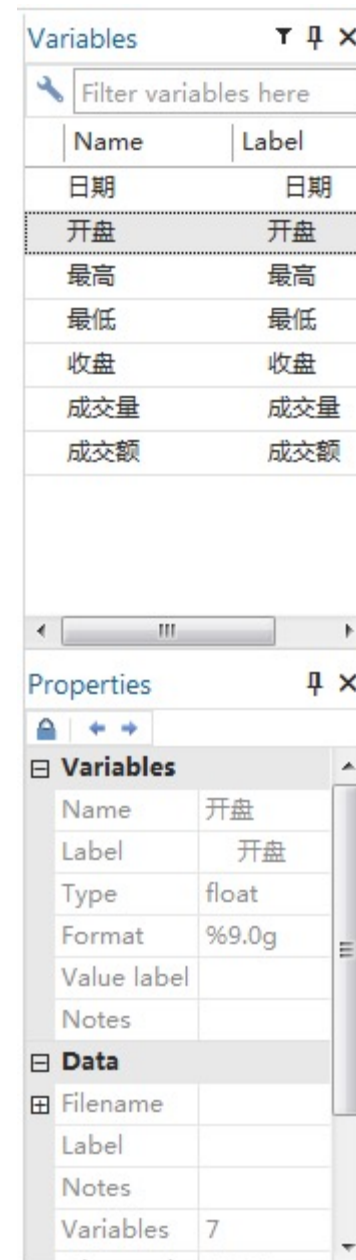 Variables
Filter variables here
Name Label
日期 日期
开盘 开盘
最高 最高
最低 最低
收盘 收盘
成交量 成交量
成交额 成交额
Properties
Variables
Name 开盘
Label 开盘
Type float
Format %9.0g
Value label
Notes
Data
Filename
Label
Notes
Variables 7